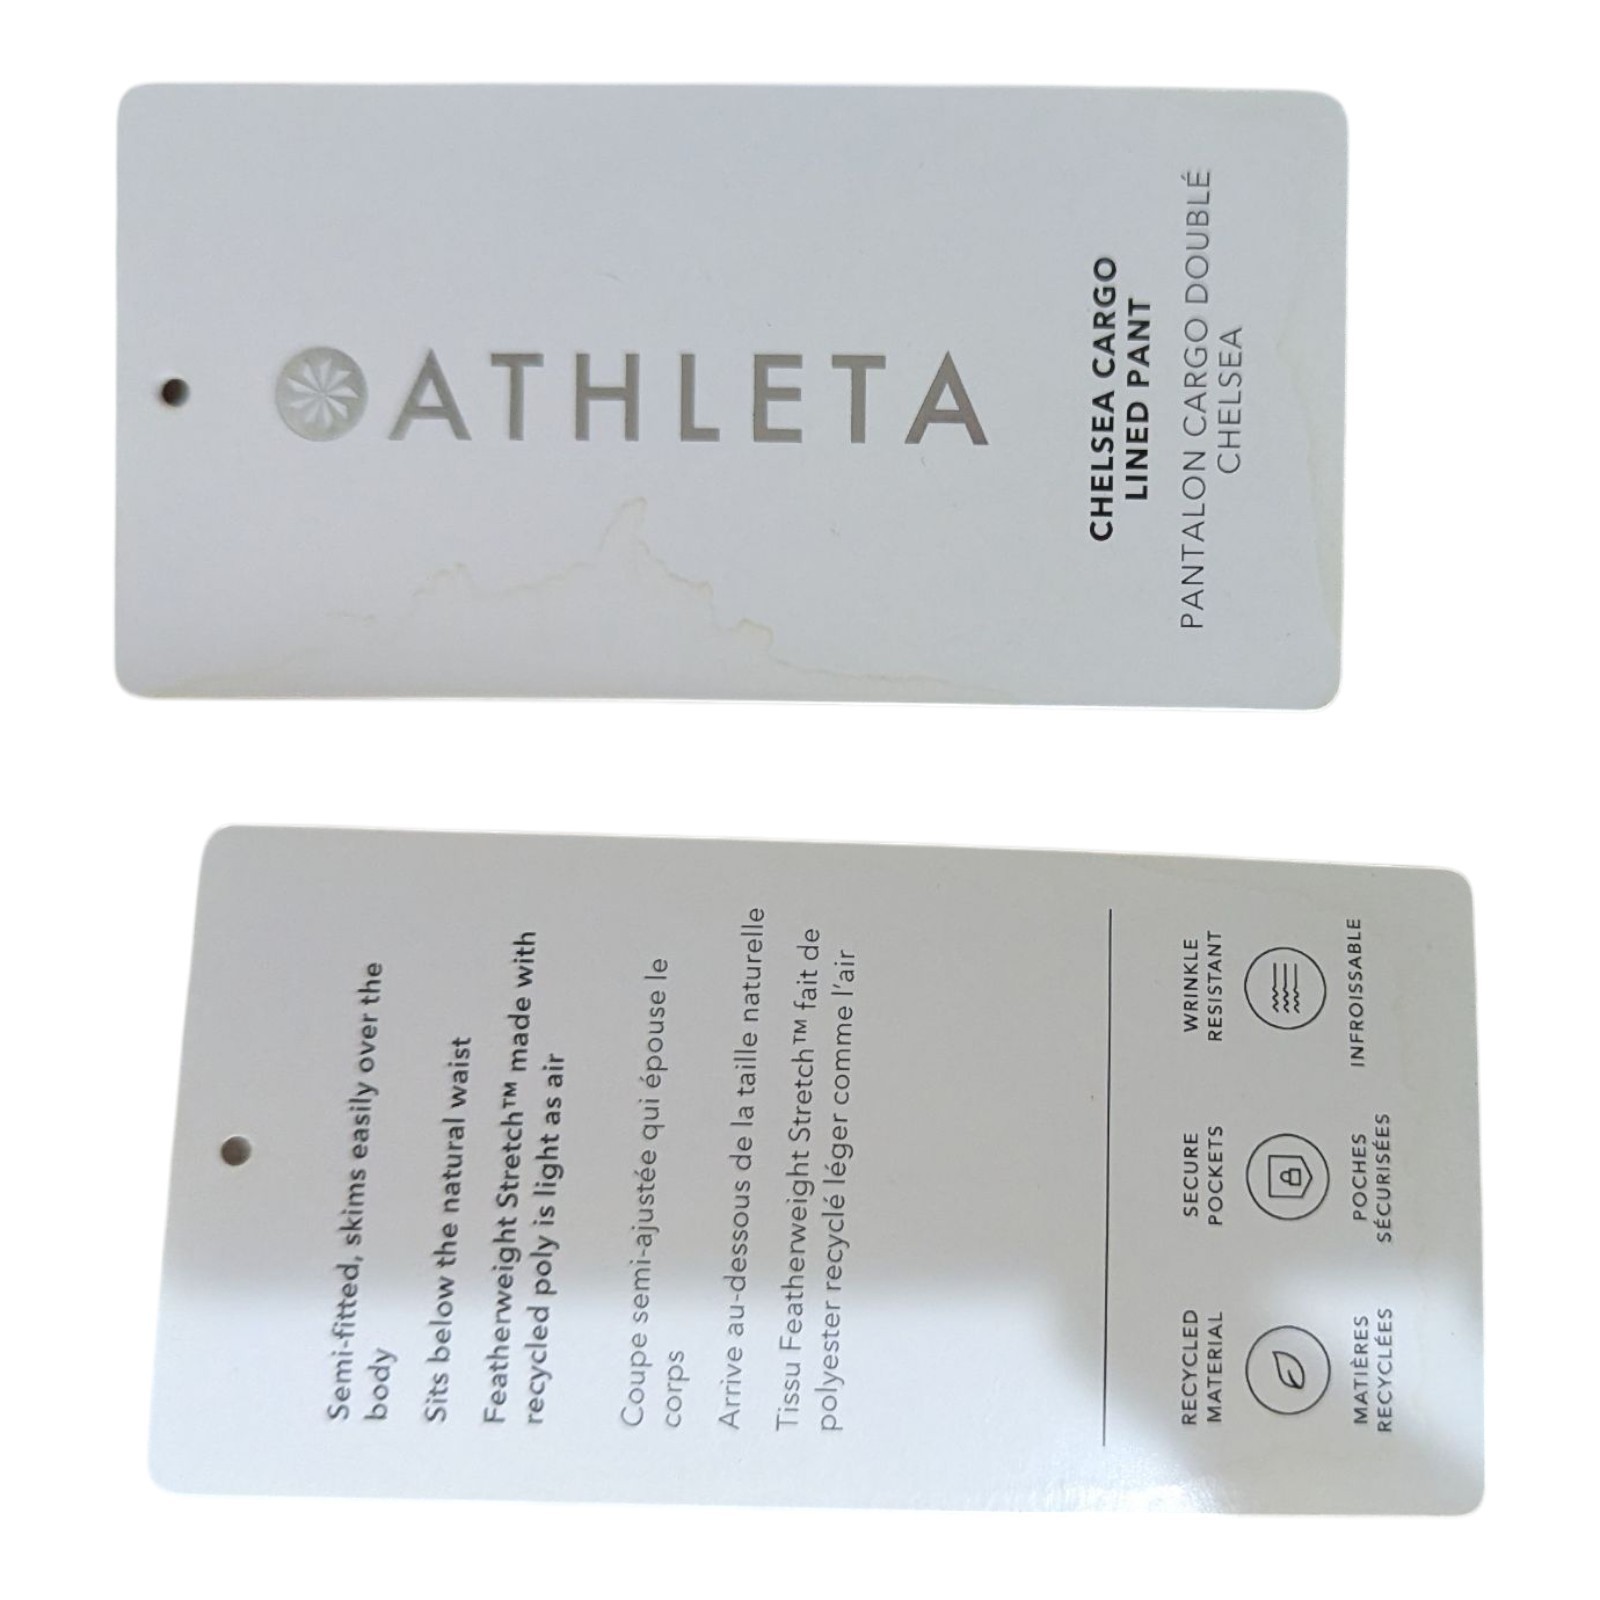 ATHLETA
CHELSEA CARGO
LINED PANT
PANTALON CARGO DOUBLÉ
CHELSEA
Semi-fitted, skims easily over the
body
Sits below the natural waist
Featherweight Stretch™ made with
recycled poly is light as air
Coupe semi-ajustée qui épouse le
corps
Arrive au-dessous de la taille naturelle
Tissu Featherweight Stretch™ fait de
polyester recyclé léger comme l'air
RECYCLED
MATERIAL
MATIÈRES
RECYCLÉES
SECURE
POCKETS
POCHES
SÉCURISÉES
WRINKLE
RESISTANT
INFROISSABLE